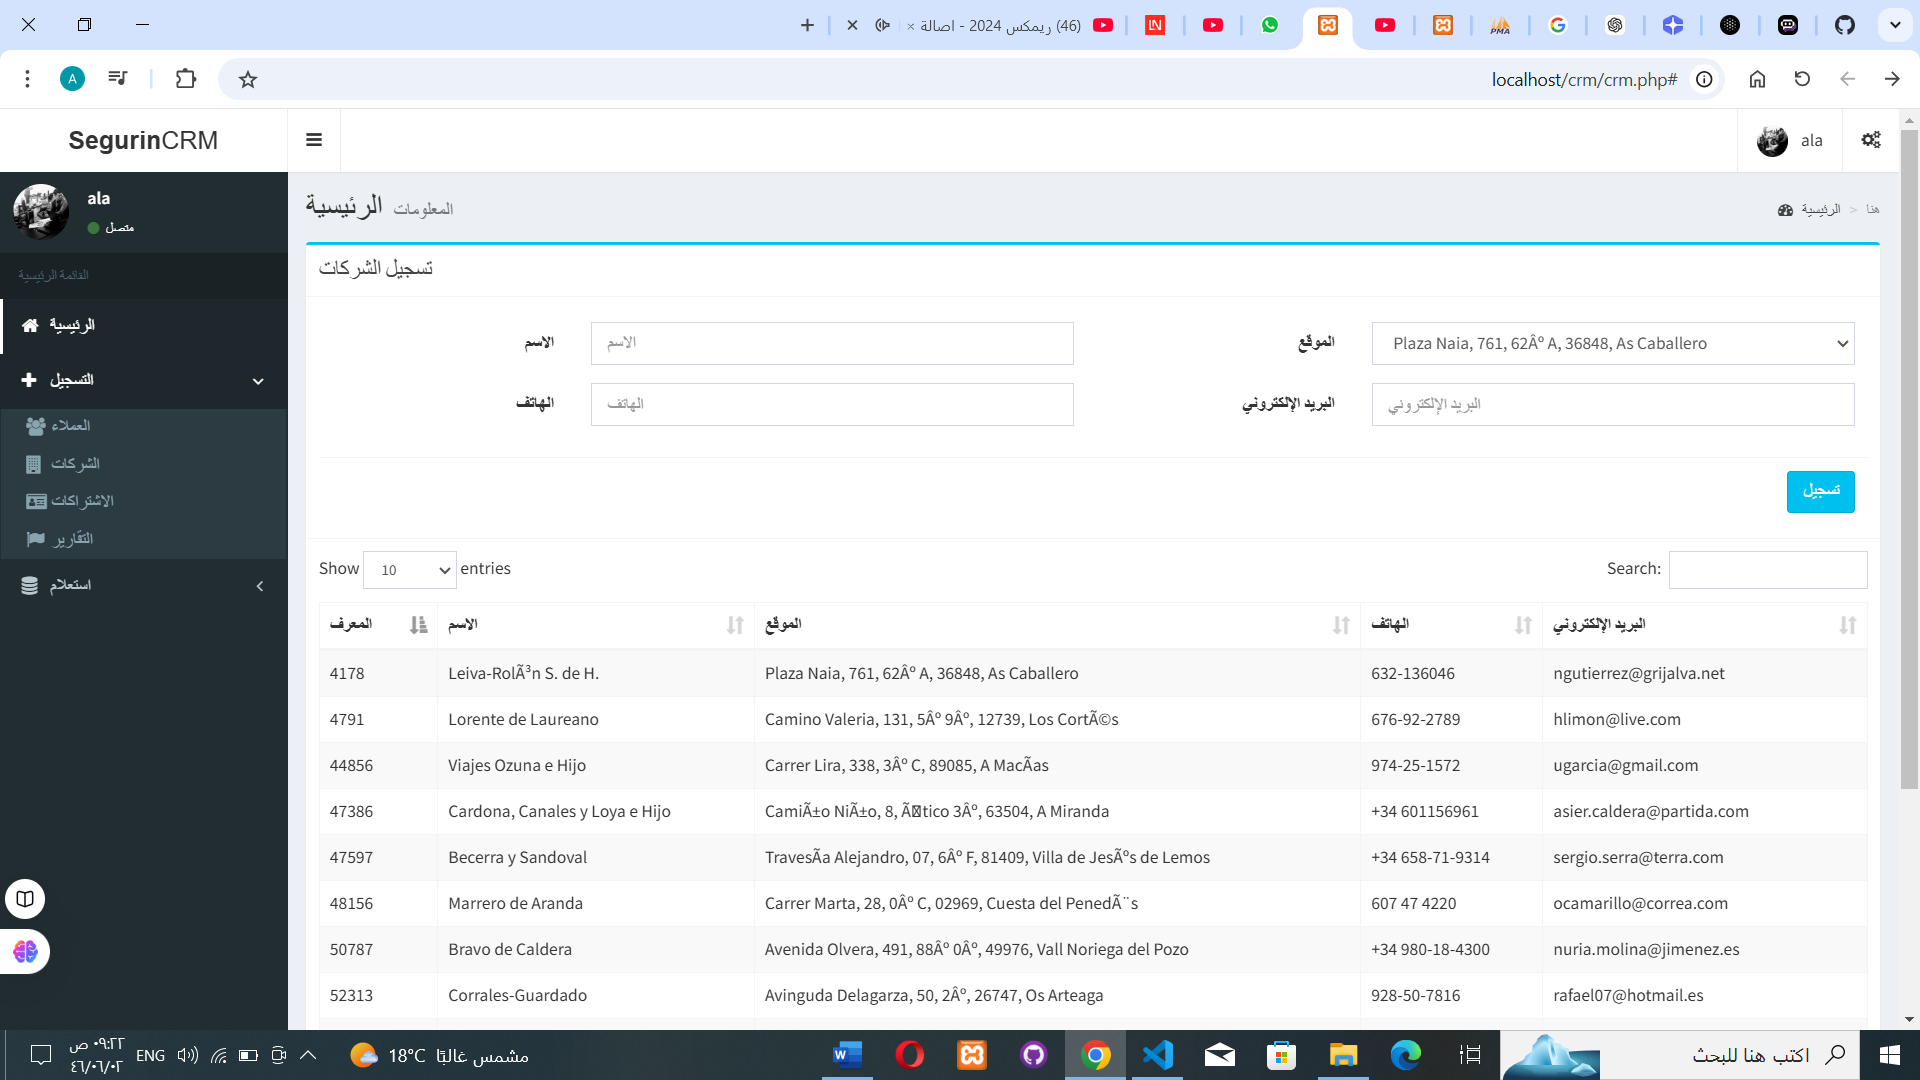 (46) ريمكس 2024 - اصالة
localhost/crm/crm.php#
A
SegurinCRM
ala
ala
متصل
القائمة الرئيسية
الرئيسية
التسجيل
العملاء
الشركات
الاشتراكات
التقارير
استعلام
الرئيسية المعلومات
الرئيسية > هنا
تسجيل الشركات
الاسم الاسم الموقع Plaza Naia, 761, 62Âº A, 36848, As Caballero
الهاتف الهاتف البريد الإلكتروني البريد الإلكتروني
تسجيل
Show 10 entries Search:
المعرف الاسم الموقع الهاتف البريد الإلكتروني
4178 Leiva-RolÃ³n S. de H. Plaza Naia, 761, 62Âº A, 36848, As Caballero 632-136046 ngutierrez@grijalva.net
4791 Lorente de Laureano Camino Valeria, 131, 5Âº 9Âº, 12739, Los CortÃ©s 676-92-2789 hlimon@live.com
44856 Viajes Ozuna e Hijo Carrer Lira, 338, 3Âº C, 89085, A MacÃas 974-25-1572 ugarcia@gmail.com
47386 Cardona, Canales y Loya e Hijo CamiÃ±o NiÃ±o, 8, Ãtico 3Âº, 63504, A Miranda +34 601156961 asier.caldera@partida.com
47597 Becerra y Sandoval TravesÃa Alejandro, 07, 6Âº F, 81409, Villa de JesÃºs de Lemos +34 658-71-9314 sergio.serra@terra.com
48156 Marrero de Aranda Carrer Marta, 28, 0Âº C, 02969, Cuesta del PenedÃ¨s 607 47 4220 ocamarillo@correa.com
50787 Bravo de Caldera Avenida Olvera, 491, 88Âº 0Âº, 49976, Vall Noriega del Pozo +34 980-18-4300 nuria.molina@jimenez.es
52313 Corrales-Guardado Avinguda Delagarza, 50, 2Âº, 26747, Os Arteaga 928-50-7816 rafael07@hotmail.es
٠٩:٢٢ ص
٤٦/٠٦/٠٢
ENG
18°C مشمس غالبًا
اكتب هنا للبحث